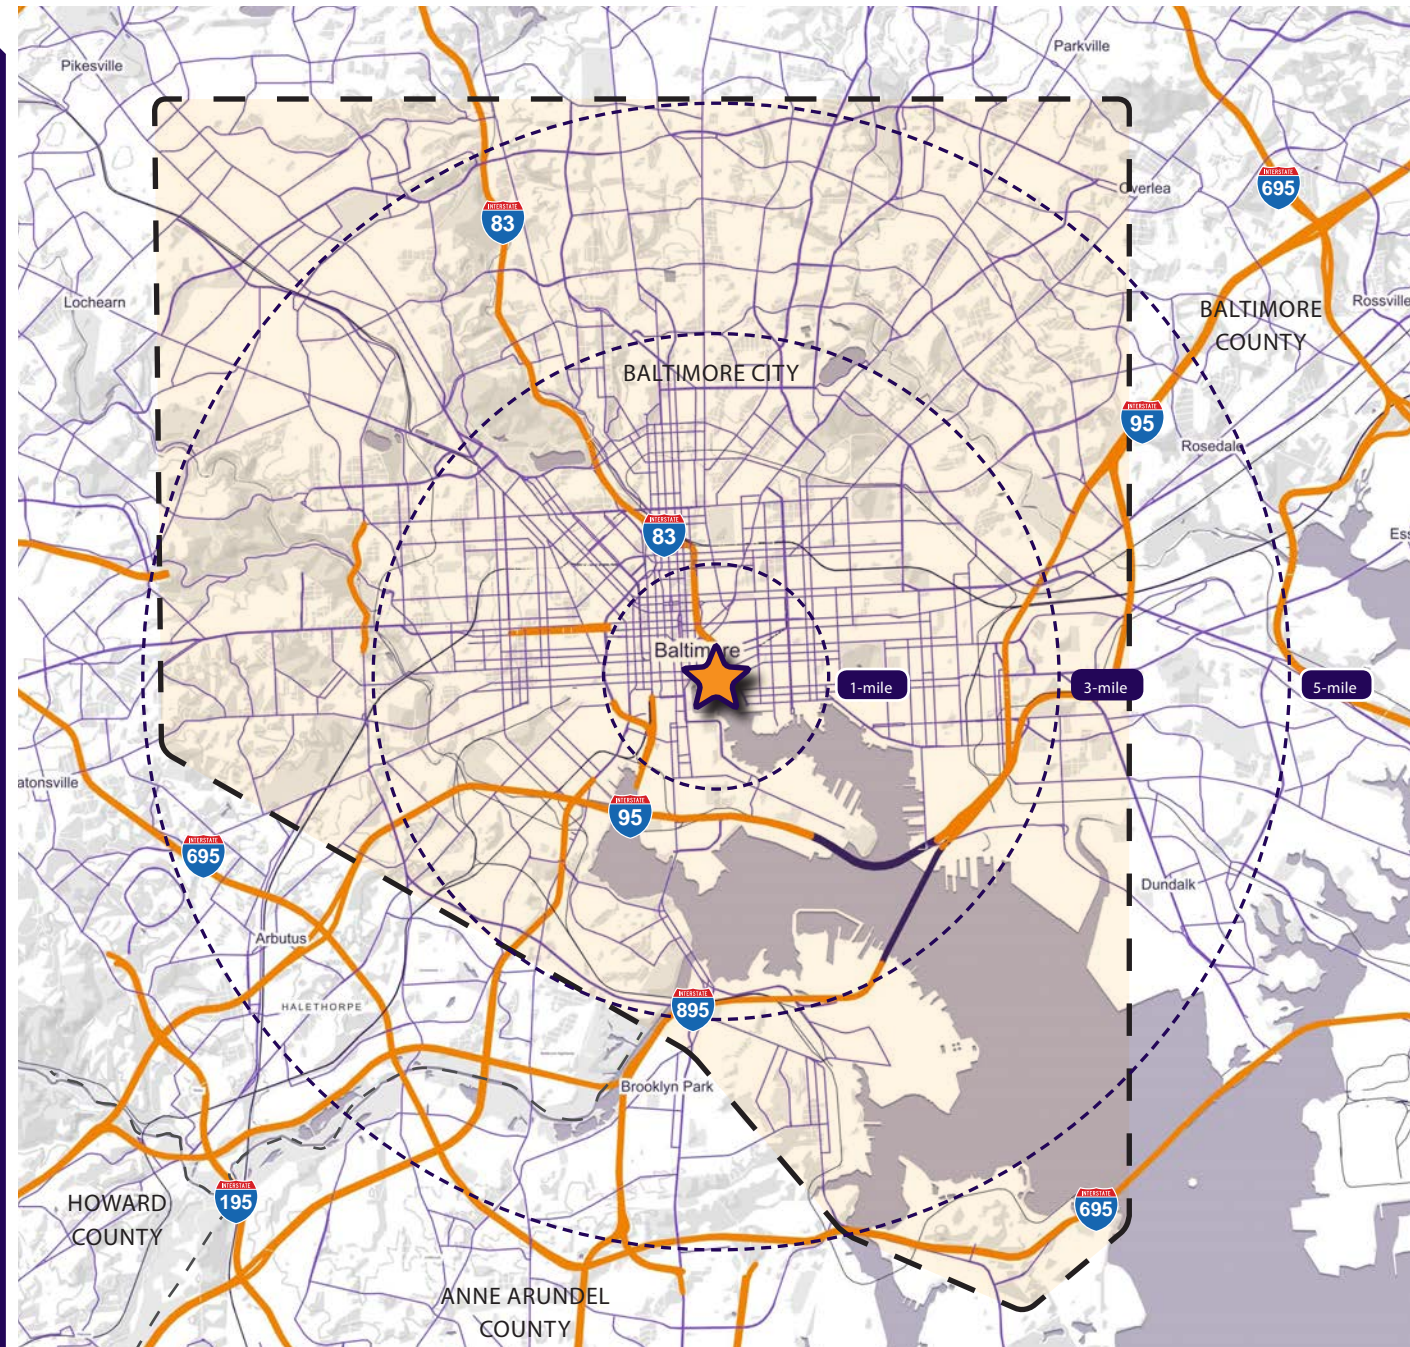 Parkville
Pikesville
INTERSTATE
695
Overlea
INTERSTATE
83
Lochearn
Rossville
BALTIMORE
COUNTY
BALTIMORE CITY
INTERSTATE
95
Rosedale
INTERSTATE
83
Ess
Baltimore
1-mile
3-mile
5-mile
atonsville
INTERSTATE
95
INTERSTATE
695
Dundalk
Arbutus
HALETHORPE
INTERSTATE
895
Brooklyn Park
INTERSTATE
195
HOWARD
COUNTY
INTERSTATE
695
ANNE ARUNDEL
COUNTY